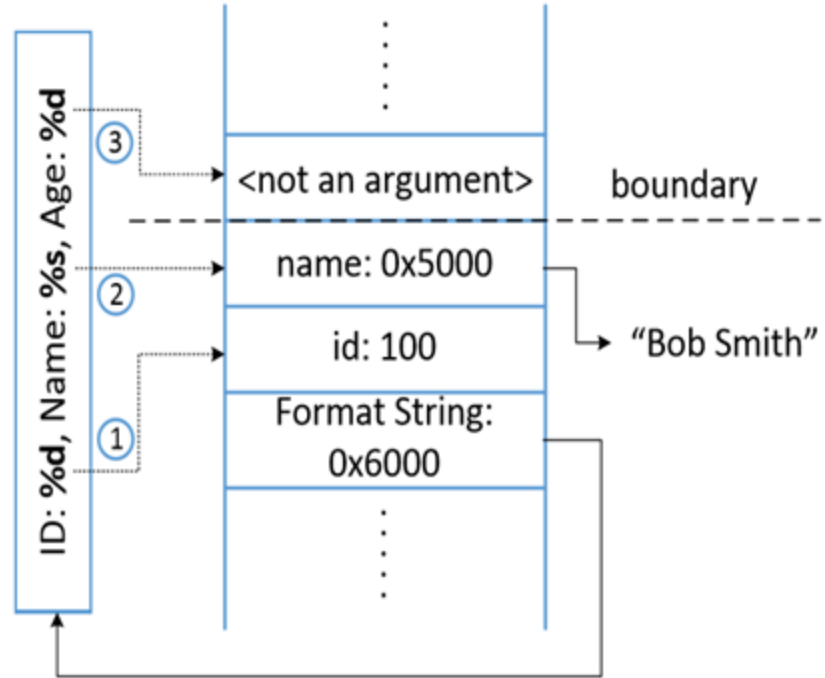 ID: %d, Name: %s, Age: %d
3
<not an argument>
boundary
name: 0x5000
2
id: 100
"Bob Smith"
1
Format String:
0x6000